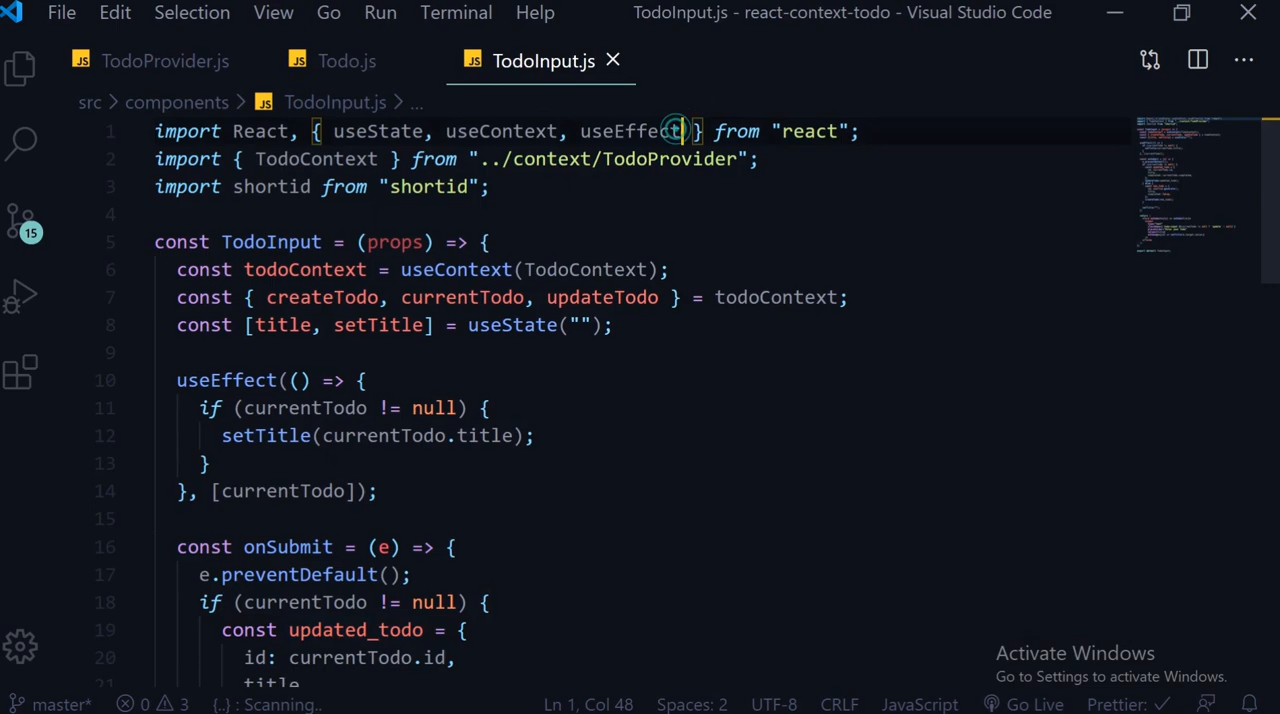 File Edit Selection View Go Run Terminal Help TodoInput.js - react-context-todo - Visual Studio Code
JS TodoProvider.js JS Todo.js JS TodoInput.js
src > components > JS TodoInput.js > ...
1 import React, { useState, useContext, useEffect } from "react";
2 import { TodoContext } from "../context/TodoProvider";
3 import shortid from "shortid";
4
5 const TodoInput = (props) => {
6 const todoContext = useContext(TodoContext);
7 const { createTodo, currentTodo, updateTodo } = todoContext;
8 const [title, setTitle] = useState("");
9
10 useEffect(() => {
11 if (currentTodo != null) {
12 setTitle(currentTodo.title);
13 }
14 }, [currentTodo]);
15
16 const onSubmit = (e) => {
17 e.preventDefault();
18 if (currentTodo != null) {
19 const updated_todo = {
20 id: currentTodo.id,
21 title
15
Activate Windows
Go to Settings to activate Windows.
master* 0 3 {..} : Scanning.. Ln 1, Col 48 Spaces: 2 UTF-8 CRLF JavaScript Go Live Prettier: ✓